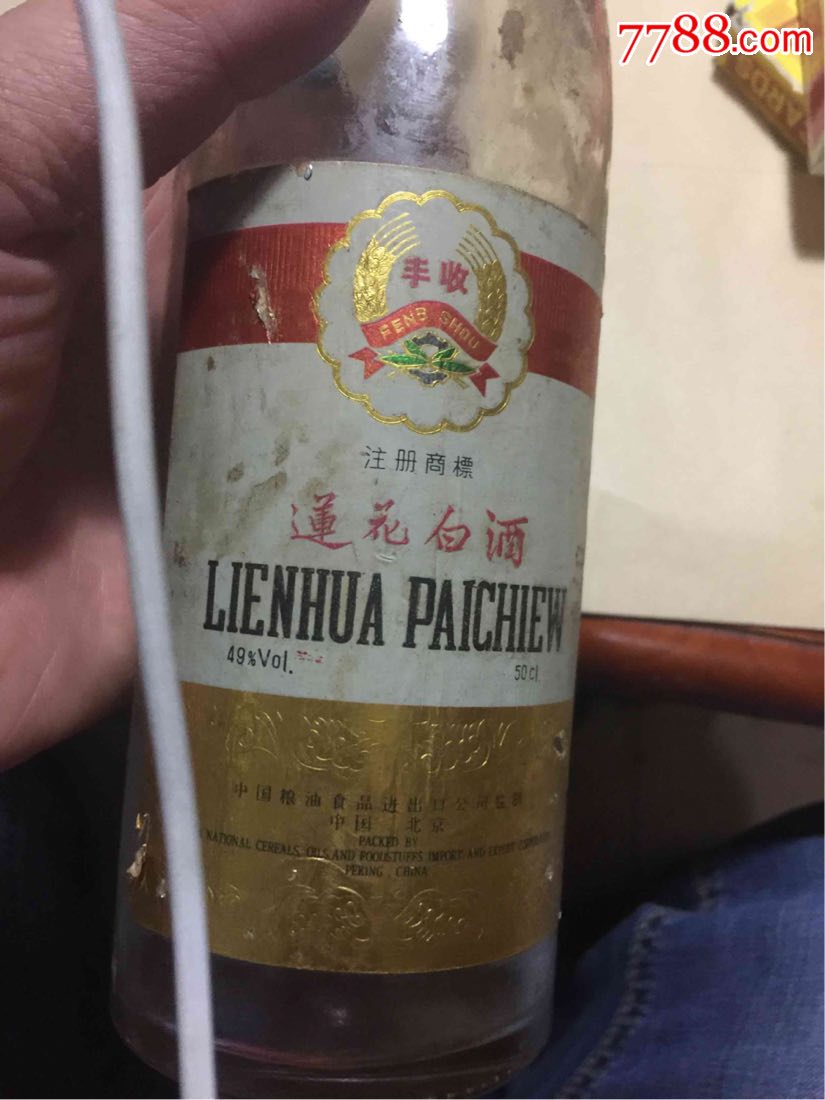 7788.com
丰收
FENG SHOU
注册商標
蓮花白酒
LIENHUA PAICHIEW
49%Vol.
50cl.
中国粮油食品进出口公司监制
中国 北京
PACKED BY
NATIONAL CEREALS, OILS AND FOODSTUFFS IMPORT AND EXPORT
PEKING, CHINA